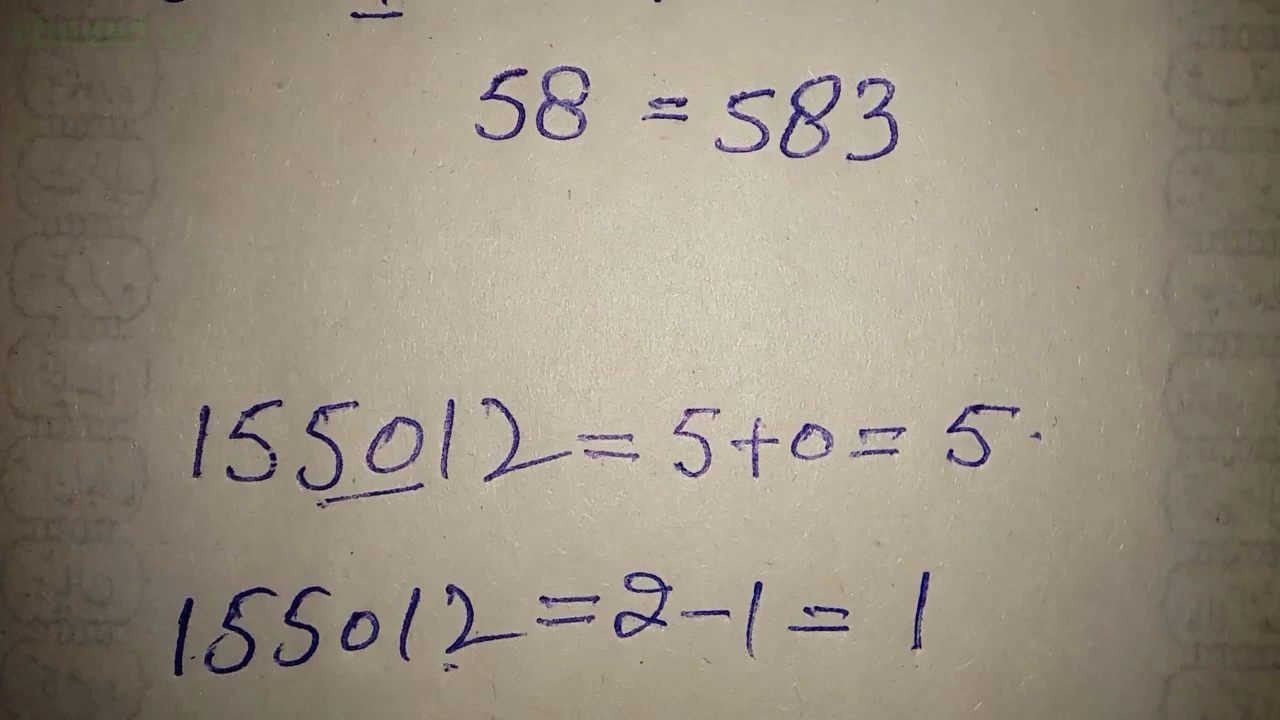 58 = 583
155012 = 5+0 = 5.
155012 = 2-1 = 1